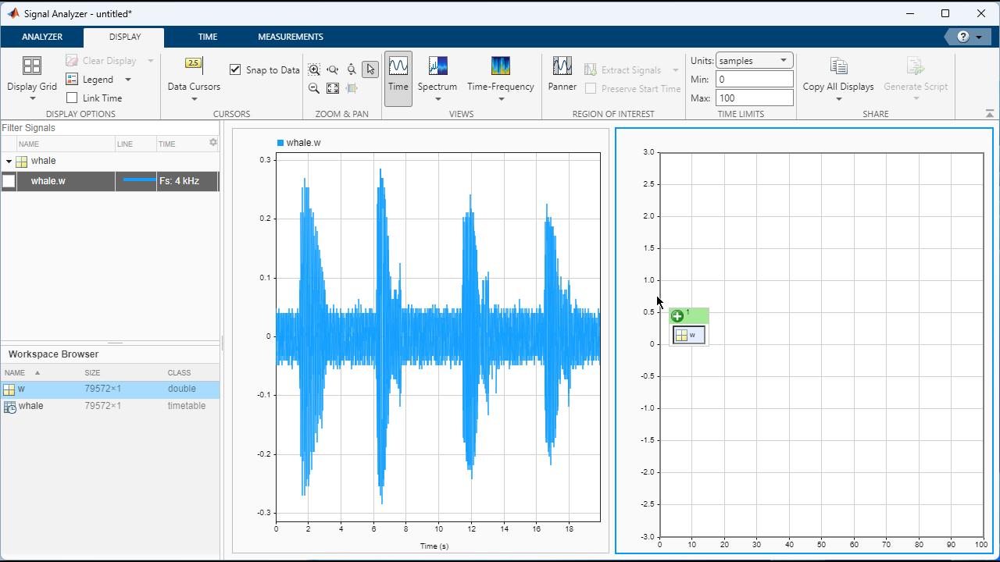 Signal Analyzer - untitled*
ANALYZER DISPLAY TIME MEASUREMENTS
Display Grid
Clear Display
Legend
Link Time
DISPLAY OPTIONS
2.5
Data Cursors
Snap to Data
CURSORS
ZOOM & PAN
Time
Spectrum
Time-Frequency
VIEWS
Panner
Extract Signals
Preserve Start Time
REGION OF INTEREST
Units: samples
Min: 0
Max: 100
TIME LIMITS
Copy All Displays
Generate Script
SHARE
Filter Signals
NAME LINE TIME
whale
whale.w Fs: 4 kHz
Workspace Browser
NAME SIZE CLASS
w 79572×1 double
whale 79572×1 timetable
whale.w
0.3
0.2
0.1
0
-0.1
-0.2
-0.3
0 2 4 6 8 10 12 14 16 18
Time (s)
3.0
2.5
2.0
1.5
1.0
0.5
0
-0.5
-1.0
-1.5
-2.0
-2.5
-3.0
0 10 20 30 40 50 60 70 80 90 100
1
w